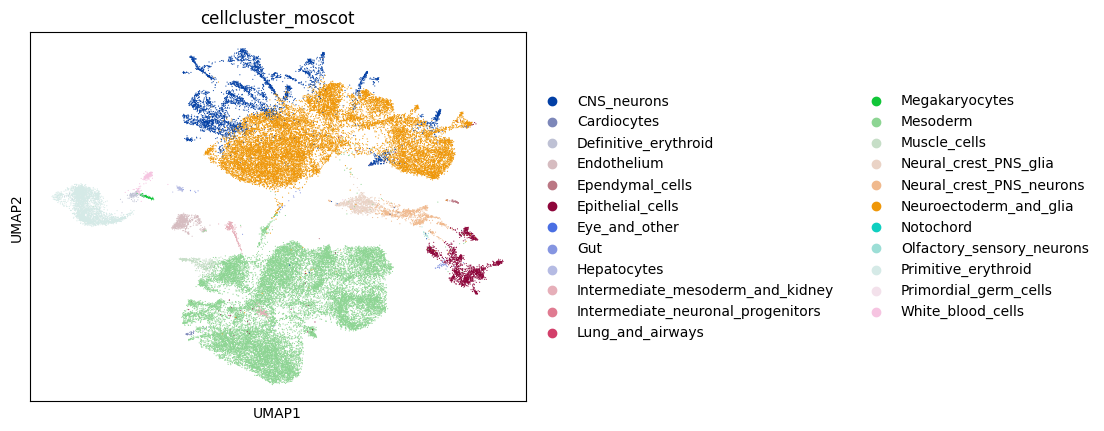 cellcluster_moscot
UMAP2
UMAP1
CNS_neurons
Cardiocytes
Definitive_erythroid
Endothelium
Ependymal_cells
Epithelial_cells
Eye_and_other
Gut
Hepatocytes
Intermediate_mesoderm_and_kidney
Intermediate_neuronal_progenitors
Lung_and_airways
Megakaryocytes
Mesoderm
Muscle_cells
Neural_crest_PNS_glia
Neural_crest_PNS_neurons
Neuroectoderm_and_glia
Notochord
Olfactory_sensory_neurons
Primitive_erythroid
Primordial_germ_cells
White_blood_cells